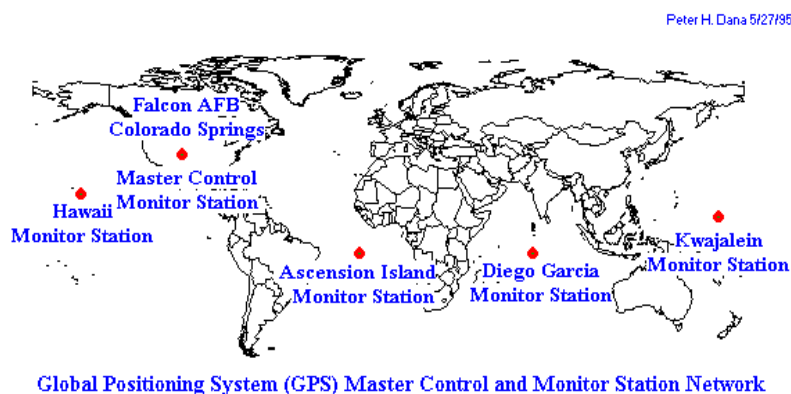 Peter H. Dana 5/27/95
Falcon AFB
Colorado Springs
Master Control
Monitor Station
Hawaii
Monitor Station
Ascension Island
Monitor Station
Diego Garcia
Monitor Station
Kwajalein
Monitor Station
Global Positioning System (GPS) Master Control and Monitor Station Network